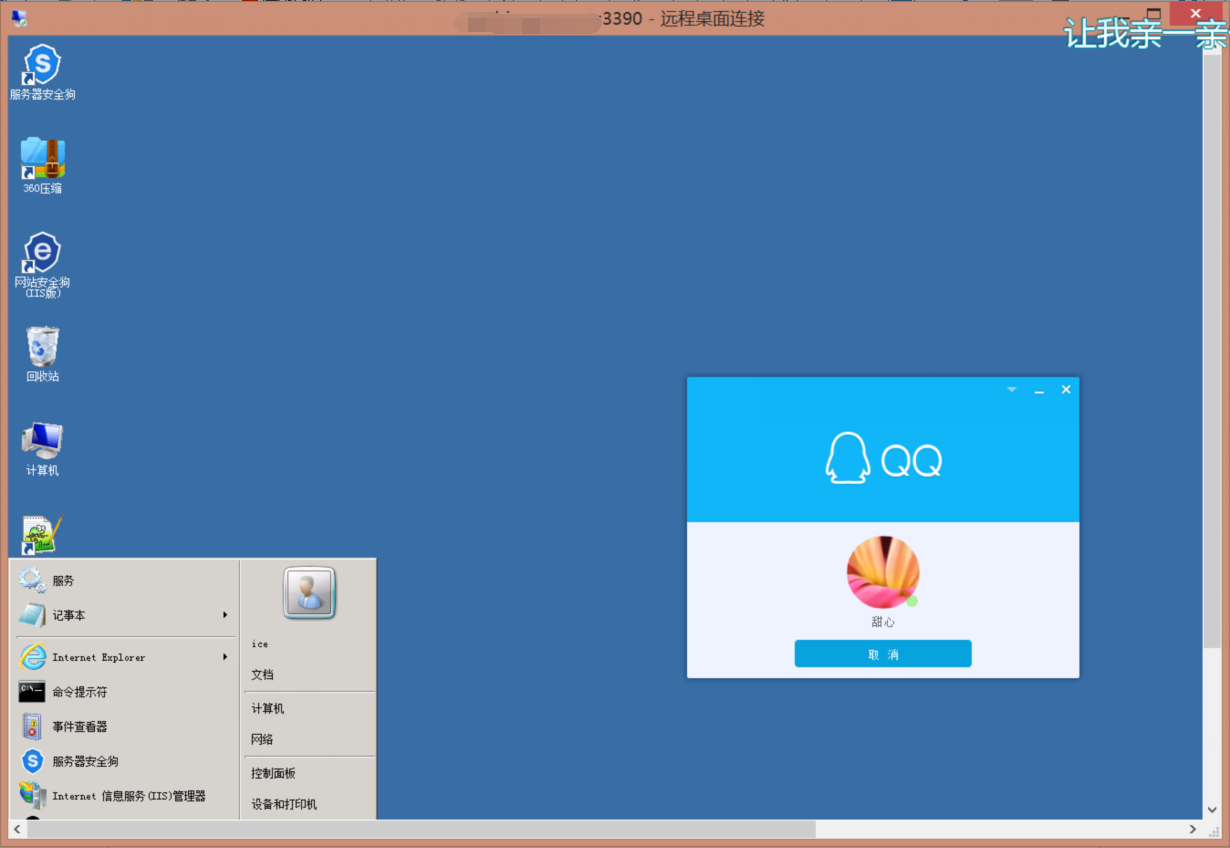 :3390 - 远程桌面连接
让我亲一亲
服务器安全狗
360压缩
网站安全狗
(IIS版)
回收站
计算机
QQ
甜心
取 消
服务
记事本
Internet Explorer
命令提示符
事件查看器
服务器安全狗
Internet 信息服务(IIS)管理器
ice
文档
计算机
网络
控制面板
设备和打印机